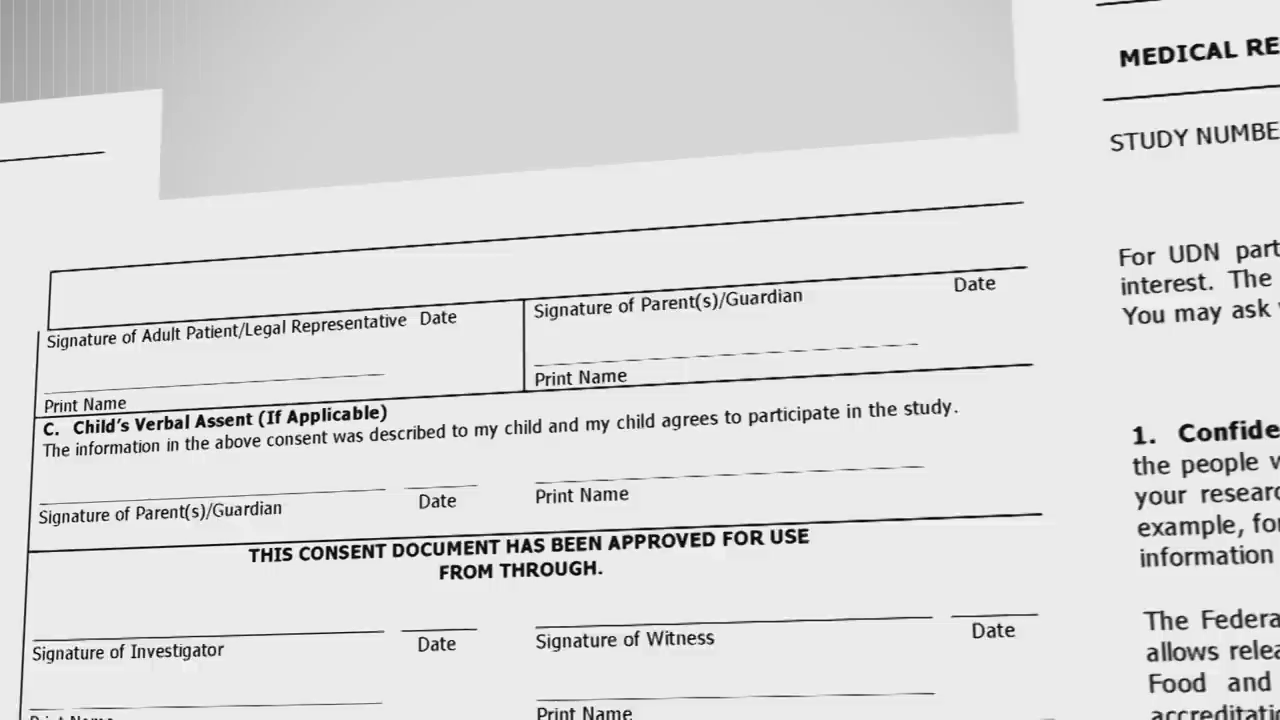 Signature of Adult Patient/Legal Representative Date
Signature of Parent(s)/Guardian Date
Print Name
Print Name
C. Child's Verbal Assent (If Applicable)
The information in the above consent was described to my child and my child agrees to participate in the study.
Signature of Parent(s)/Guardian Date Print Name
THIS CONSENT DOCUMENT HAS BEEN APPROVED FOR USE
FROM THROUGH.
Signature of Investigator Date Signature of Witness Date
Print Name Print Name
MEDICAL RE
STUDY NUMBE
For UDN part
interest. The
You may ask
1. Confide
the people w
your researc
example, for
information
The Federa
allows relea
Food and
accreditatio